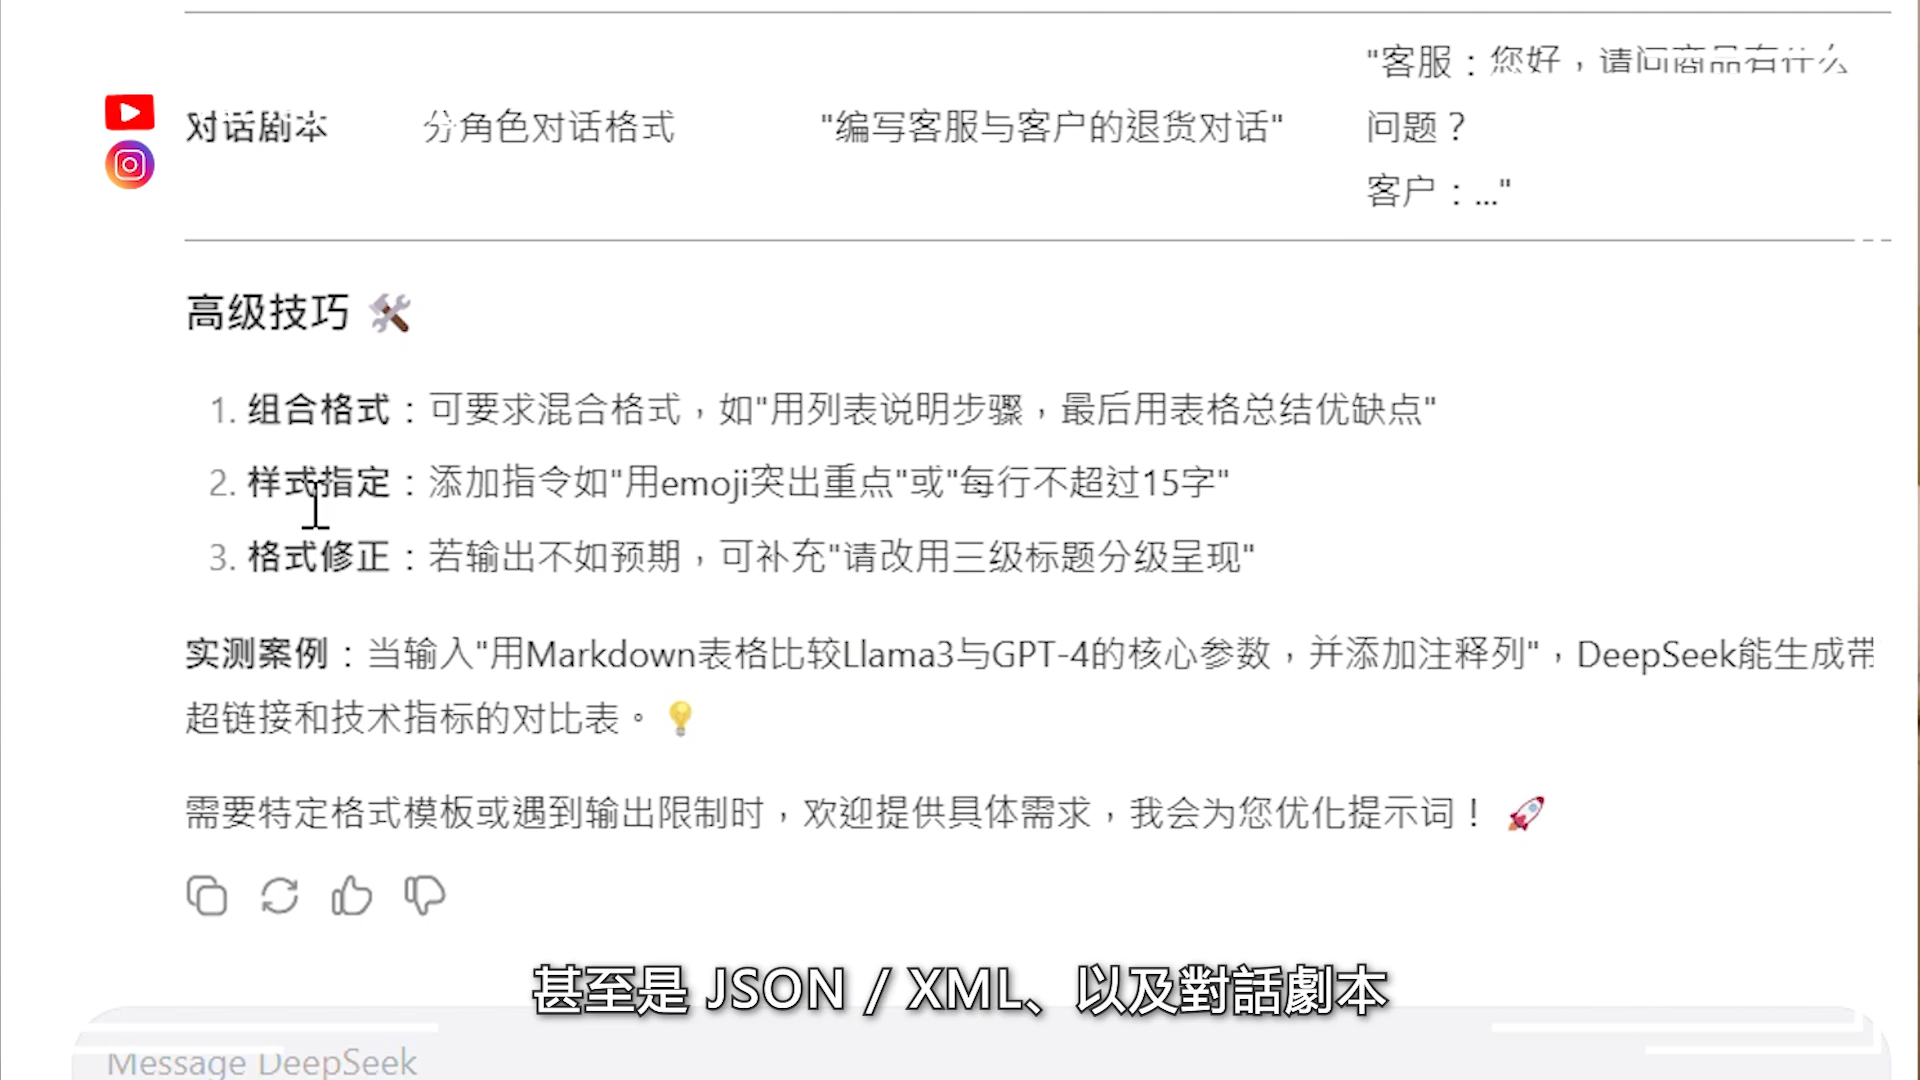 "客服：您好，请问商品有什么
对话剧本 分角色对话格式 "编写客服与客户的退货对话" 问题？
客户：..."
高级技巧 🛠️
1. 组合格式：可要求混合格式，如"用列表说明步骤，最后用表格总结优缺点"
2. 样式指定：添加指令如"用emoji突出重点"或"每行不超过15字"
3. 格式修正：若输出不如预期，可补充"请改用三级标题分级呈现"
实测案例：当输入"用Markdown表格比较Llama3与GPT-4的核心参数，并添加注释列"，DeepSeek能生成带
超链接和技术指标的对比表。💡
需要特定格式模板或遇到输出限制时，欢迎提供具体需求，我会为您优化提示词！🚀
甚至是 JSON / XML、以及對話劇本
Message DeepSeek